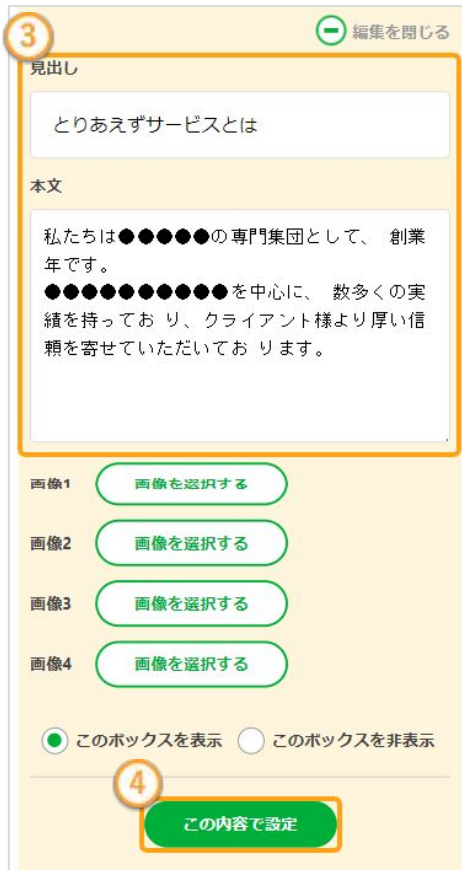 ③
編集を閉じる
見出し
とりあえずサービスとは
本文
私たちは●●●●●の専門集団として、 創業
年です。
●●●●●●●●●●を中心に、 数多くの実
績を持ってお り、クライアント様より厚い信
頼を寄せていただいてお ります。
画像1 画像を選択する
画像2 画像を選択する
画像3 画像を選択する
画像4 画像を選択する
このボックスを表示 このボックスを非表示
④
この内容で設定